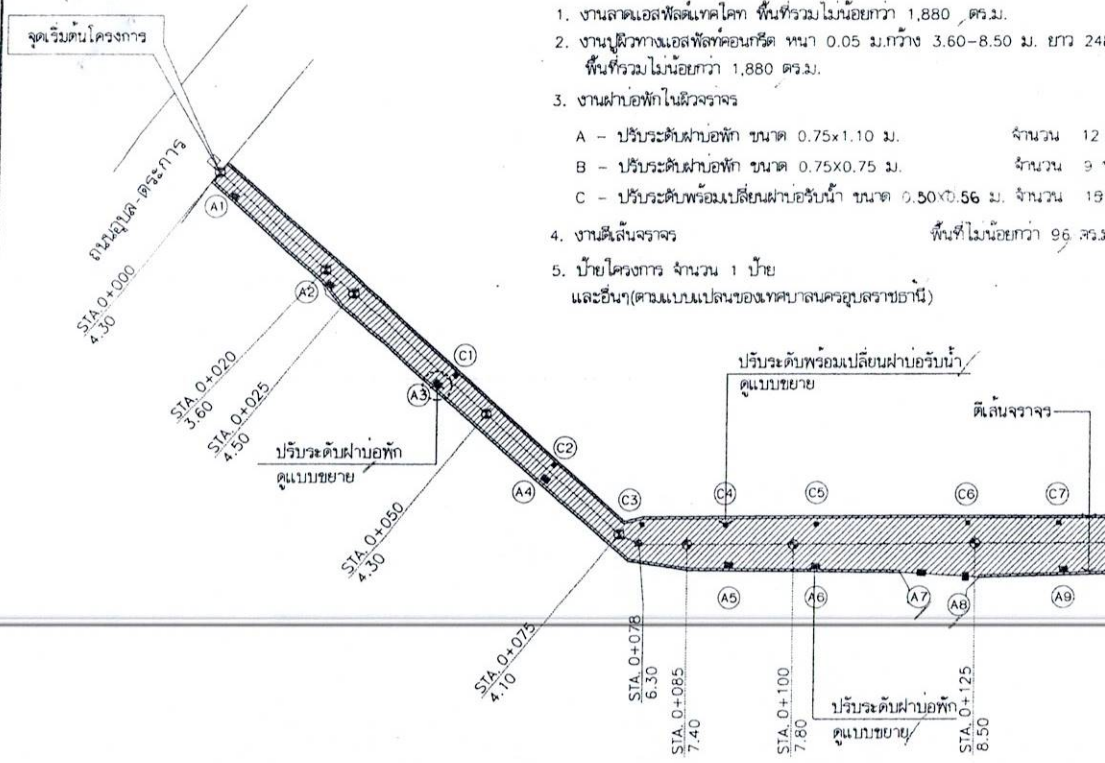 1. งานลาดแอสฟัลต์แทคโคท พื้นที่รวมไม่น้อยกว่า 1,880 ตร.ม.
2. งานปูผิวทางแอสฟัลท์คอนกรีต หนา 0.05 ม.กว้าง 3.60-8.50 ม. ยาว
พื้นที่รวมไม่น้อยกว่า 1,880 ตร.ม.
3. งานฝาบ่อพักในผิวจราจร
A - ปรับระดับฝาบ่อพัก ขนาด 0.75x1.10 ม. จำนวน 12
B - ปรับระดับฝาบ่อพัก ขนาด 0.75X0.75 ม. จำนวน 9
C - ปรับระดับพร้อมเปลี่ยนฝาบ่อรับน้ำ ขนาด 0.50X0.56 ม. จำนวน 19
4. งานตีเส้นจราจร พื้นที่ไม่น้อยกว่า 96 ตร.ม
5. ป้ายโครงการ จำนวน 1 ป้าย
และอื่นๆ(ตามแบบแปลนของเทศบาลนครอุบลราชธานี)
จุดเริ่มต้นโครงการ
ถนนอุบล-ตระการ
A1
A2
STA. 0+000
4.30
STA. 0+020
3.60
STA. 0+025
4.50
C1
A3
ปรับระดับฝาบ่อพัก
ดูแบบขยาย
C2
A4
STA. 0+050
4.30
STA. 0+075
4.10
ปรับระดับพร้อมเปลี่ยนฝาบ่อรับน้ำ
ดูแบบขยาย
ตีเส้นจราจร
C3
C4
C5
C6
C7
A5
A6
A7
A8
A9
STA. 0+078
6.30
STA. 0+085
7.40
STA. 0+100
7.80
ปรับระดับฝาบ่อพัก
ดูแบบขยาย
STA. 0+125
8.50